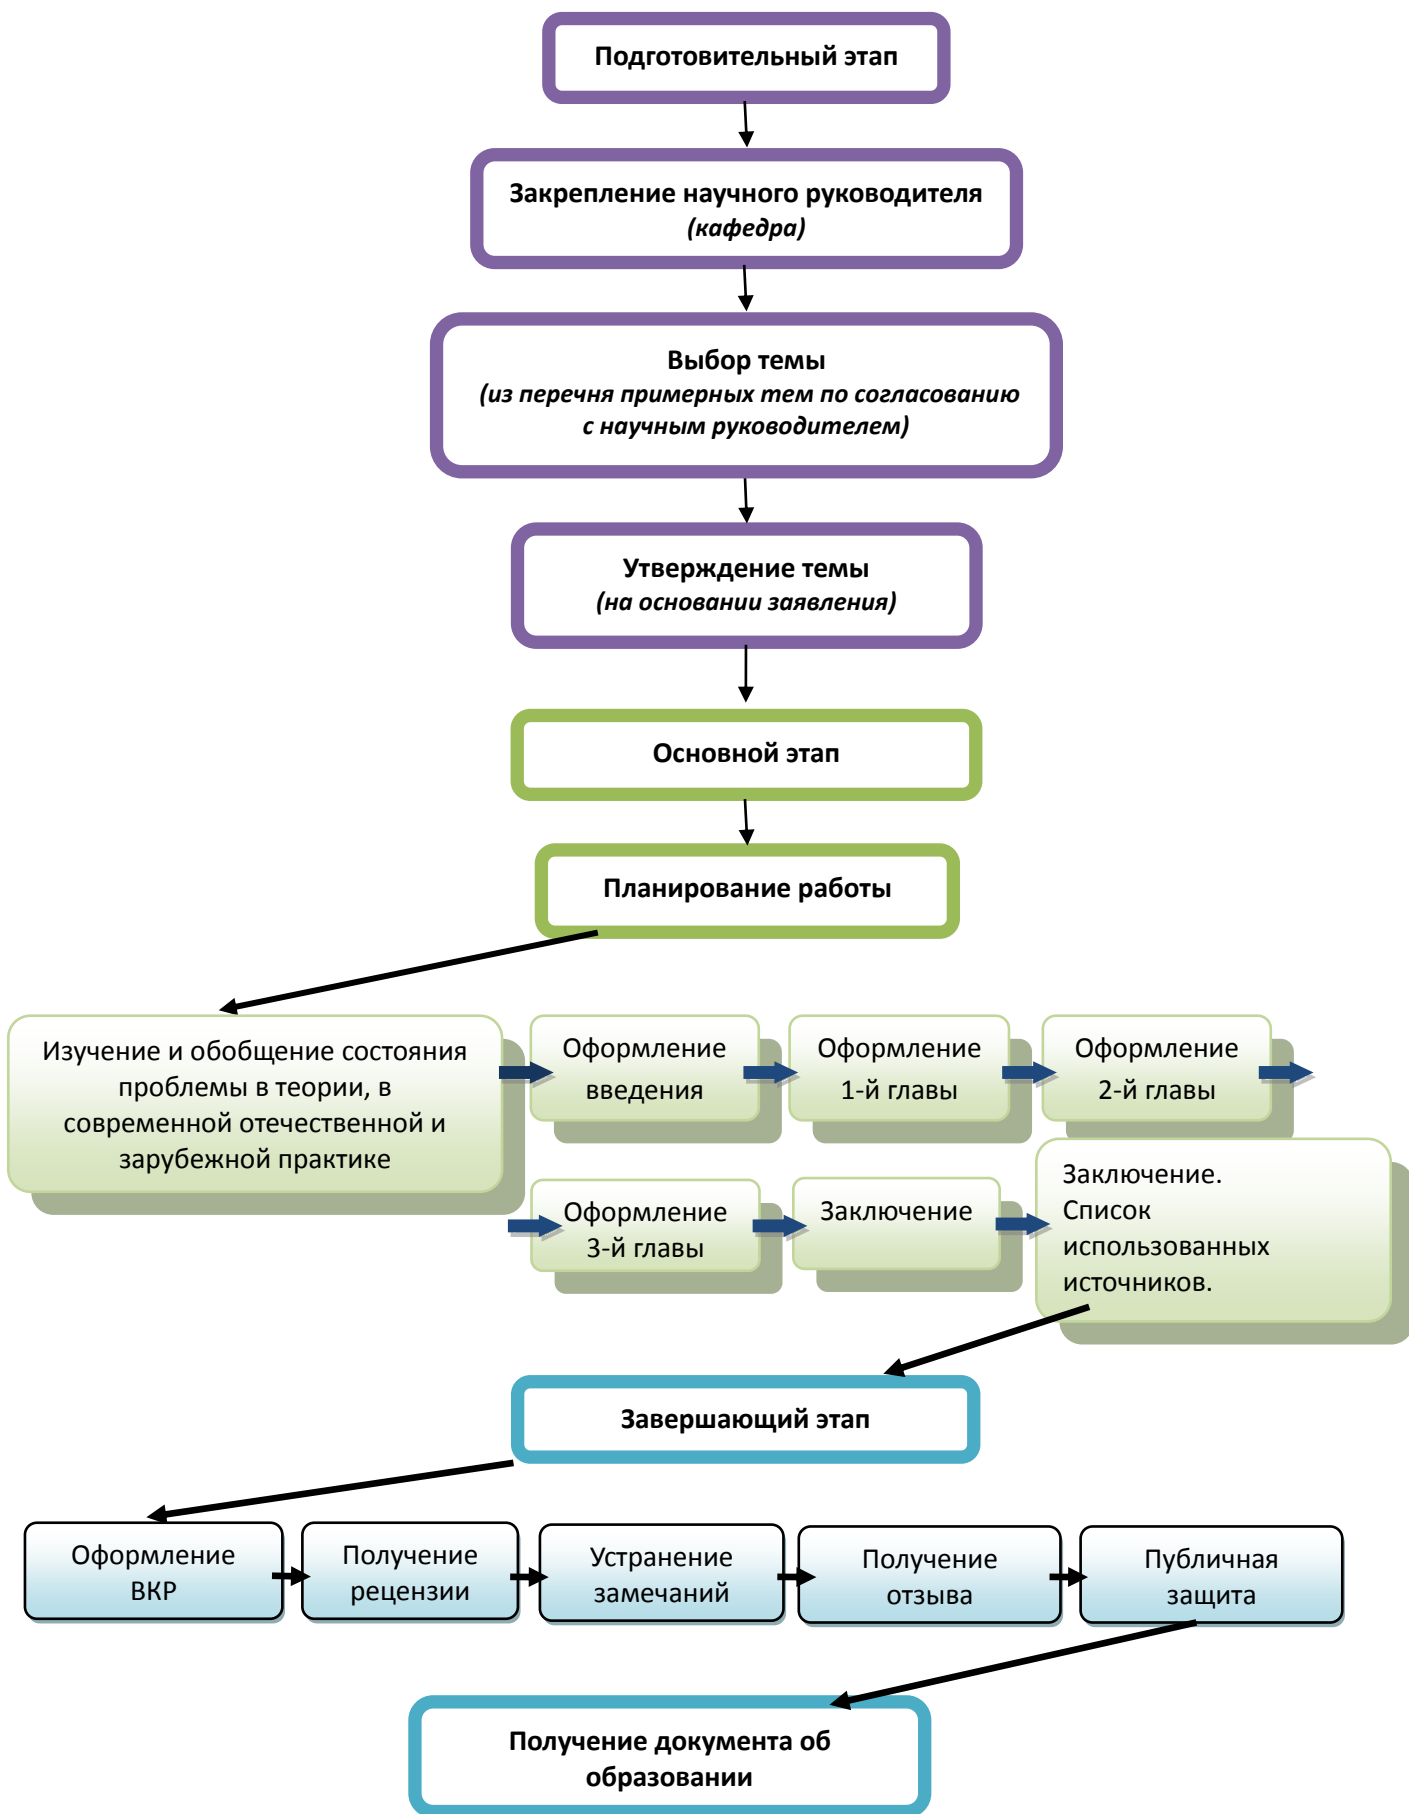 Подготовительный этап
Закрепление научного руководителя
(кафедра)
Выбор темы
(из перечня примерных тем по согласованию
с научным руководителем)
Утверждение темы
(на основании заявления)
Основной этап
Планирование работы
Изучение и обобщение состояния
проблемы в теории, в
современной отечественной и
зарубежной практике
Оформление
введения
Оформление
1-й главы
Оформление
2-й главы
Оформление
3-й главы
Заключение
Заключение.
Список
использованных
источников.
Завершающий этап
Оформление
ВКР
Получение
рецензии
Устранение
замечаний
Получение
отзыва
Публичная
защита
Получение документа об
образовании